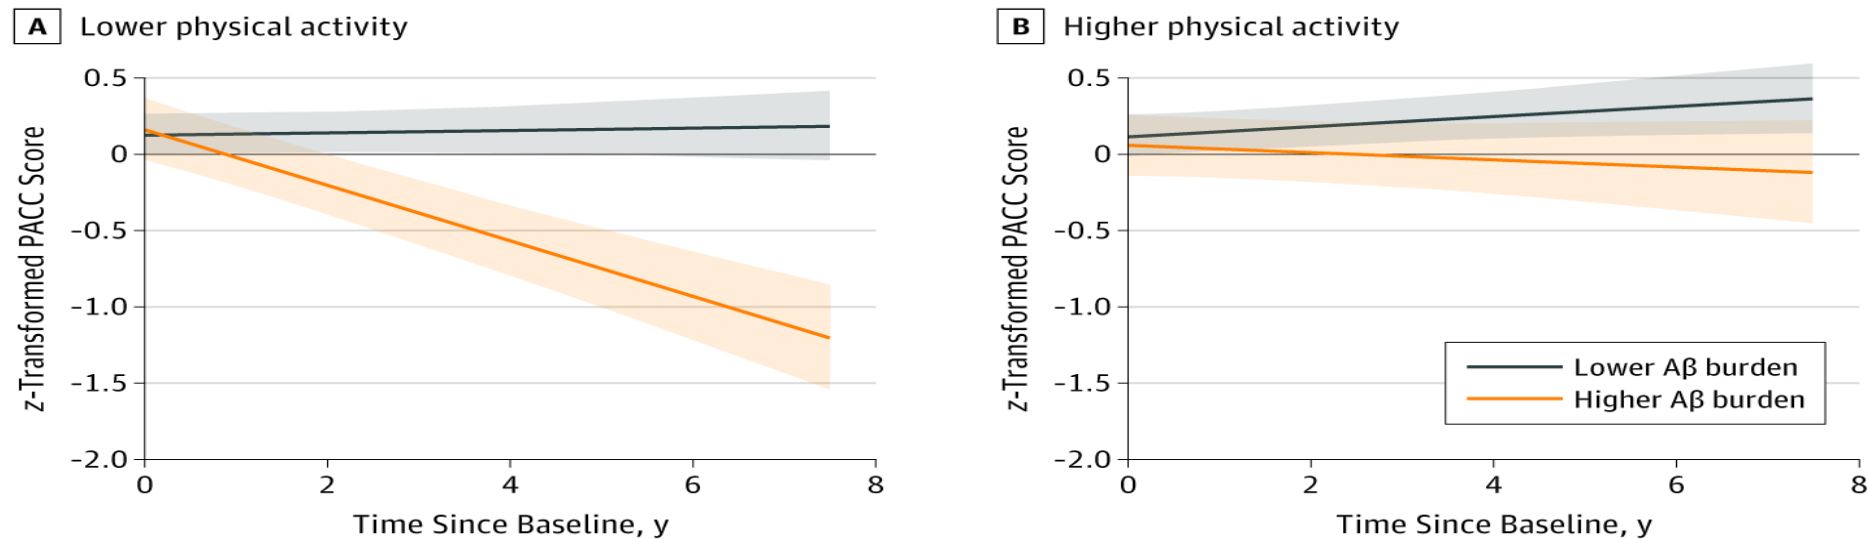 A Lower physical activity
0.5
0
-0.5
-1.0
-1.5
-2.0
z-Transformed PACC Score
0 2 4 6 8
Time Since Baseline, y
B Higher physical activity
0.5
0
-0.5
-1.0
-1.5
-2.0
z-Transformed PACC Score
Lower Aβ burden
Higher Aβ burden
0 2 4 6 8
Time Since Baseline, y